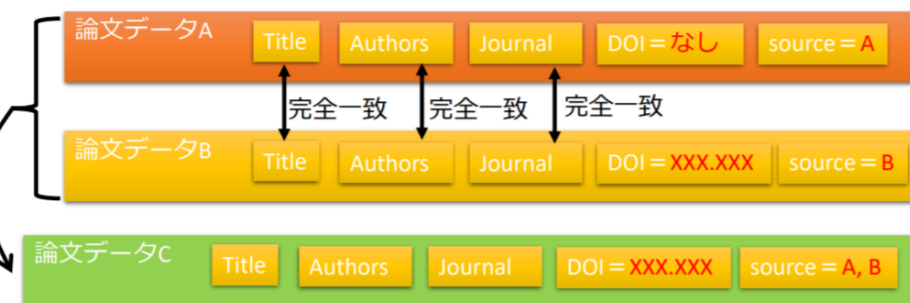 論文データA Title Authors Journal DOI = なし source = A
完全一致 完全一致 完全一致
論文データB Title Authors Journal DOI = XXX.XXX source = B
論文データC Title Authors Journal DOI = XXX.XXX source = A, B